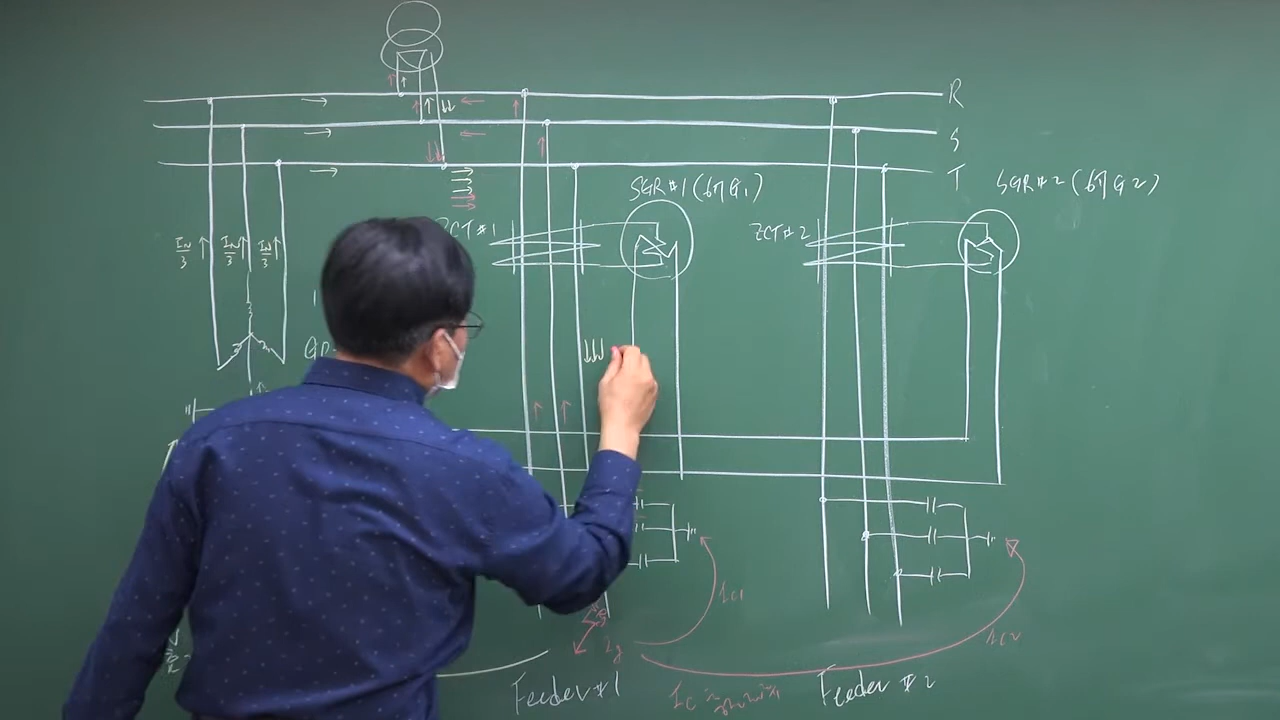 R
S
T
SGR#1 (67G1)
SGR#2 (67G2)
ZCT#1
ZCT#2
IN/3 IN/3 IN/3
IC1
IC2
Ig
Feeder #1
Feeder #2